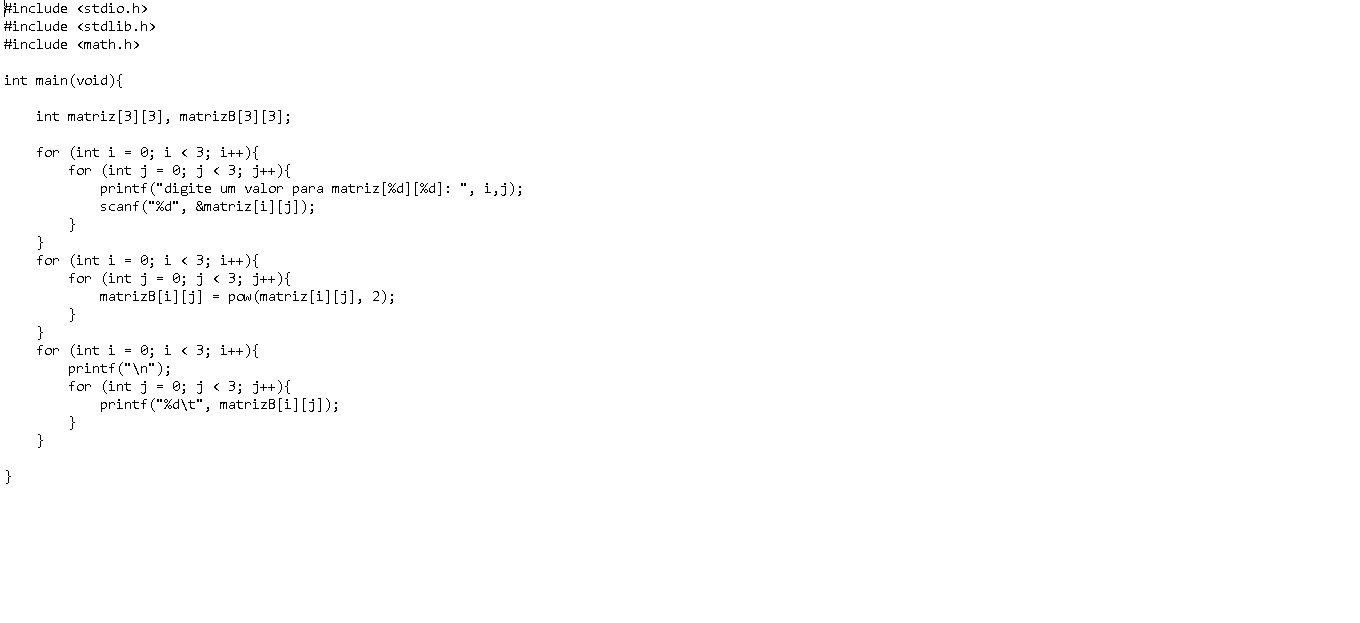 #include <stdio.h>
#include <stdlib.h>
#include <math.h>

int main(void){

    int matriz[3][3], matrizB[3][3];

    for (int i = 0; i < 3; i++){
        for (int j = 0; j < 3; j++){
            printf("digite um valor para matriz[%d][%d]: ", i,j);
            scanf("%d", &matriz[i][j]);
        }
    }
    for (int i = 0; i < 3; i++){
        for (int j = 0; j < 3; j++){
            matrizB[i][j] = pow(matriz[i][j], 2);
        }
    }
    for (int i = 0; i < 3; i++){
        printf("\n");
        for (int j = 0; j < 3; j++){
            printf("%d\t", matrizB[i][j]);
        }
    }

}